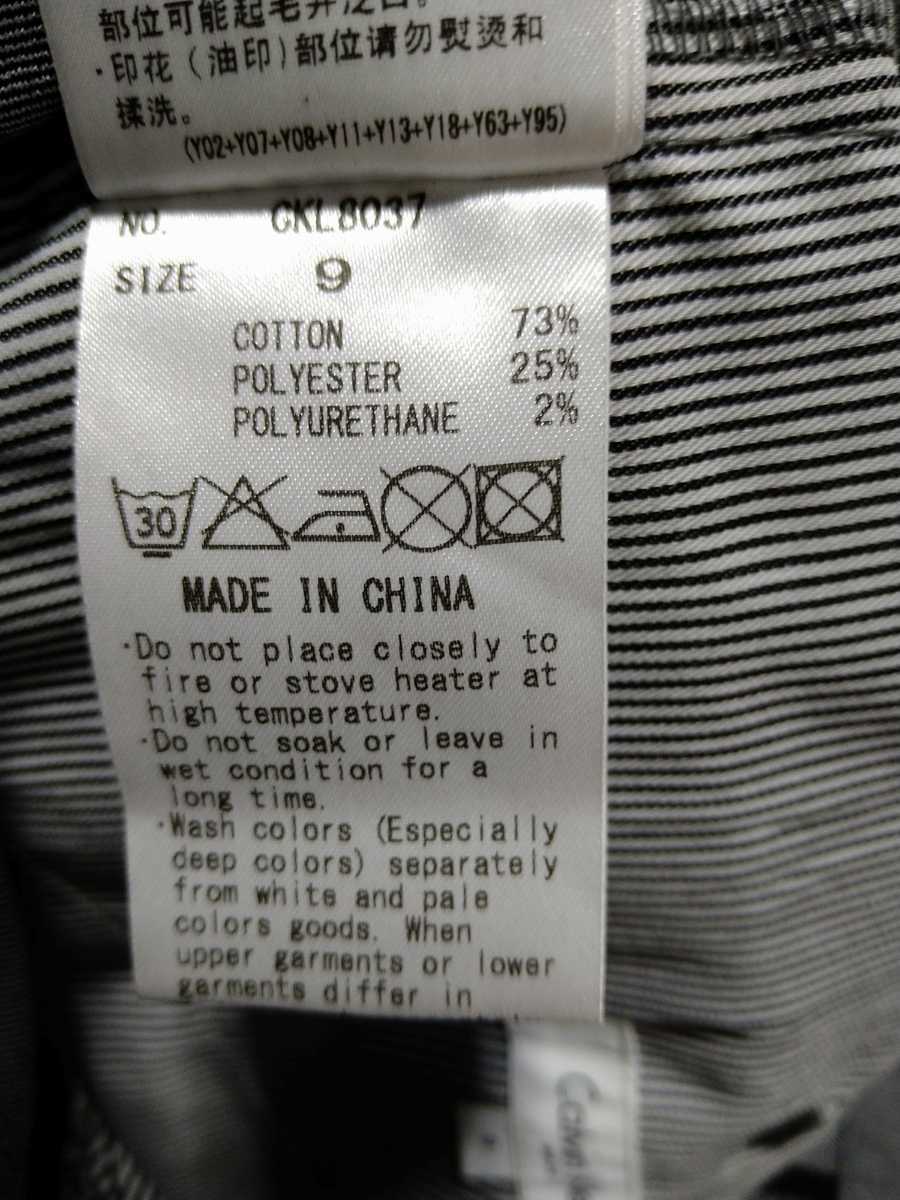 部位可能起毛并泛白。
·印花(油印)部位请勿熨烫和
揉洗。
(Y02+Y07+Y08+Y11+Y13+Y18+Y63+Y95)
NO. CKL8037
SIZE 9
COTTON 73%
POLYESTER 25%
POLYURETHANE 2%
30
MADE IN CHINA
·Do not place closely to
fire or stove heater at
high temperature.
·Do not soak or leave in
wet condition for a
long time.
·Wash colors (Especially
deep colors) separately
from white and pale
colors goods. When
upper garments or lower
garments differ in